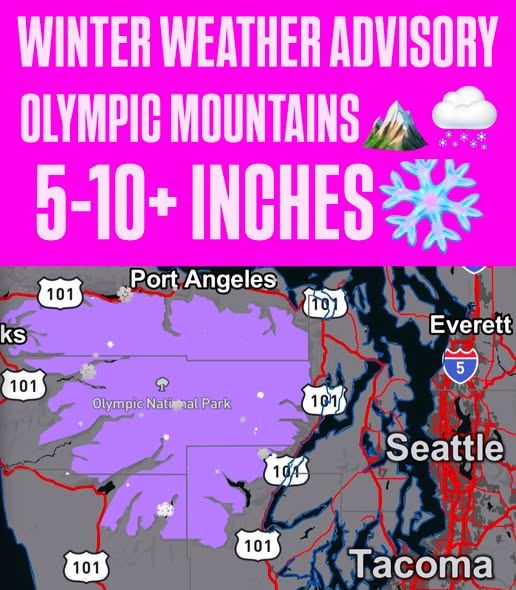 WINTER WEATHER ADVISORY
OLYMPIC MOUNTAINS
5-10+ INCHES
Port Angeles
101
101
ks
Everett
5
101
101
Olympic National Park
Seattle
101
101
101
Tacoma